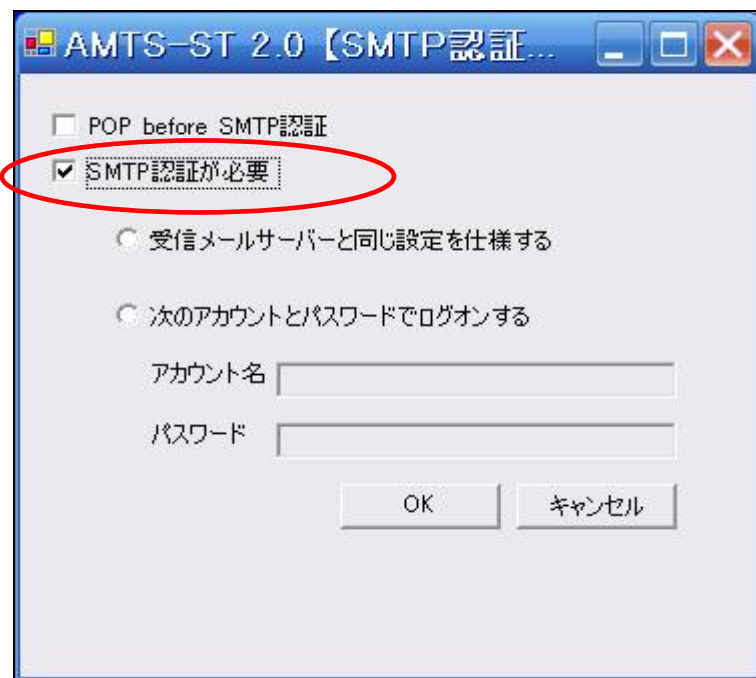 AMTS-ST 2.0【SMTP認証...
POP before SMTP認証
SMTP認証が必要
受信メールサーバーと同じ設定を仕様する
次のアカウントとパスワードでログオンする
アカウント名
パスワード
OK キャンセル